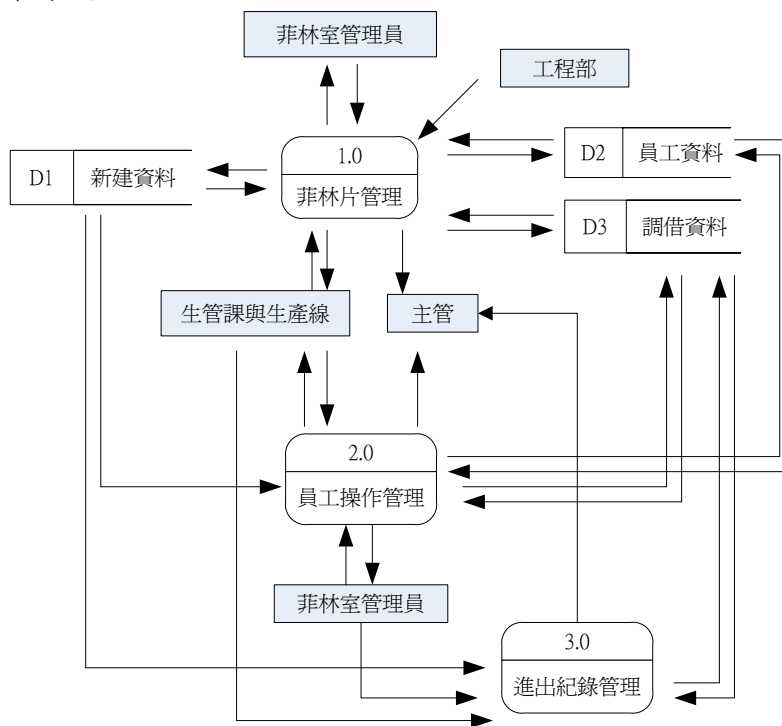 菲林室管理員
工程部
1.0
菲林片管理
D1 新建資料
D2 員工資料
D3 調借資料
生管課與生產線
主管
2.0
員工操作管理
菲林室管理員
3.0
進出紀錄管理